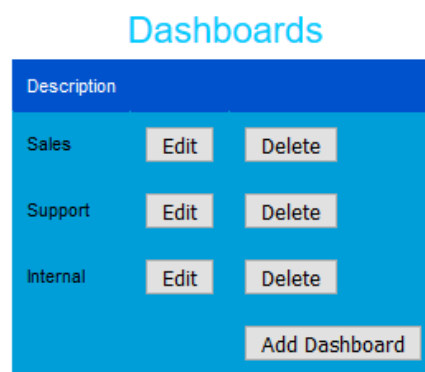 Dashboards
Description
Sales Edit Delete
Support Edit Delete
Internal Edit Delete
Add Dashboard